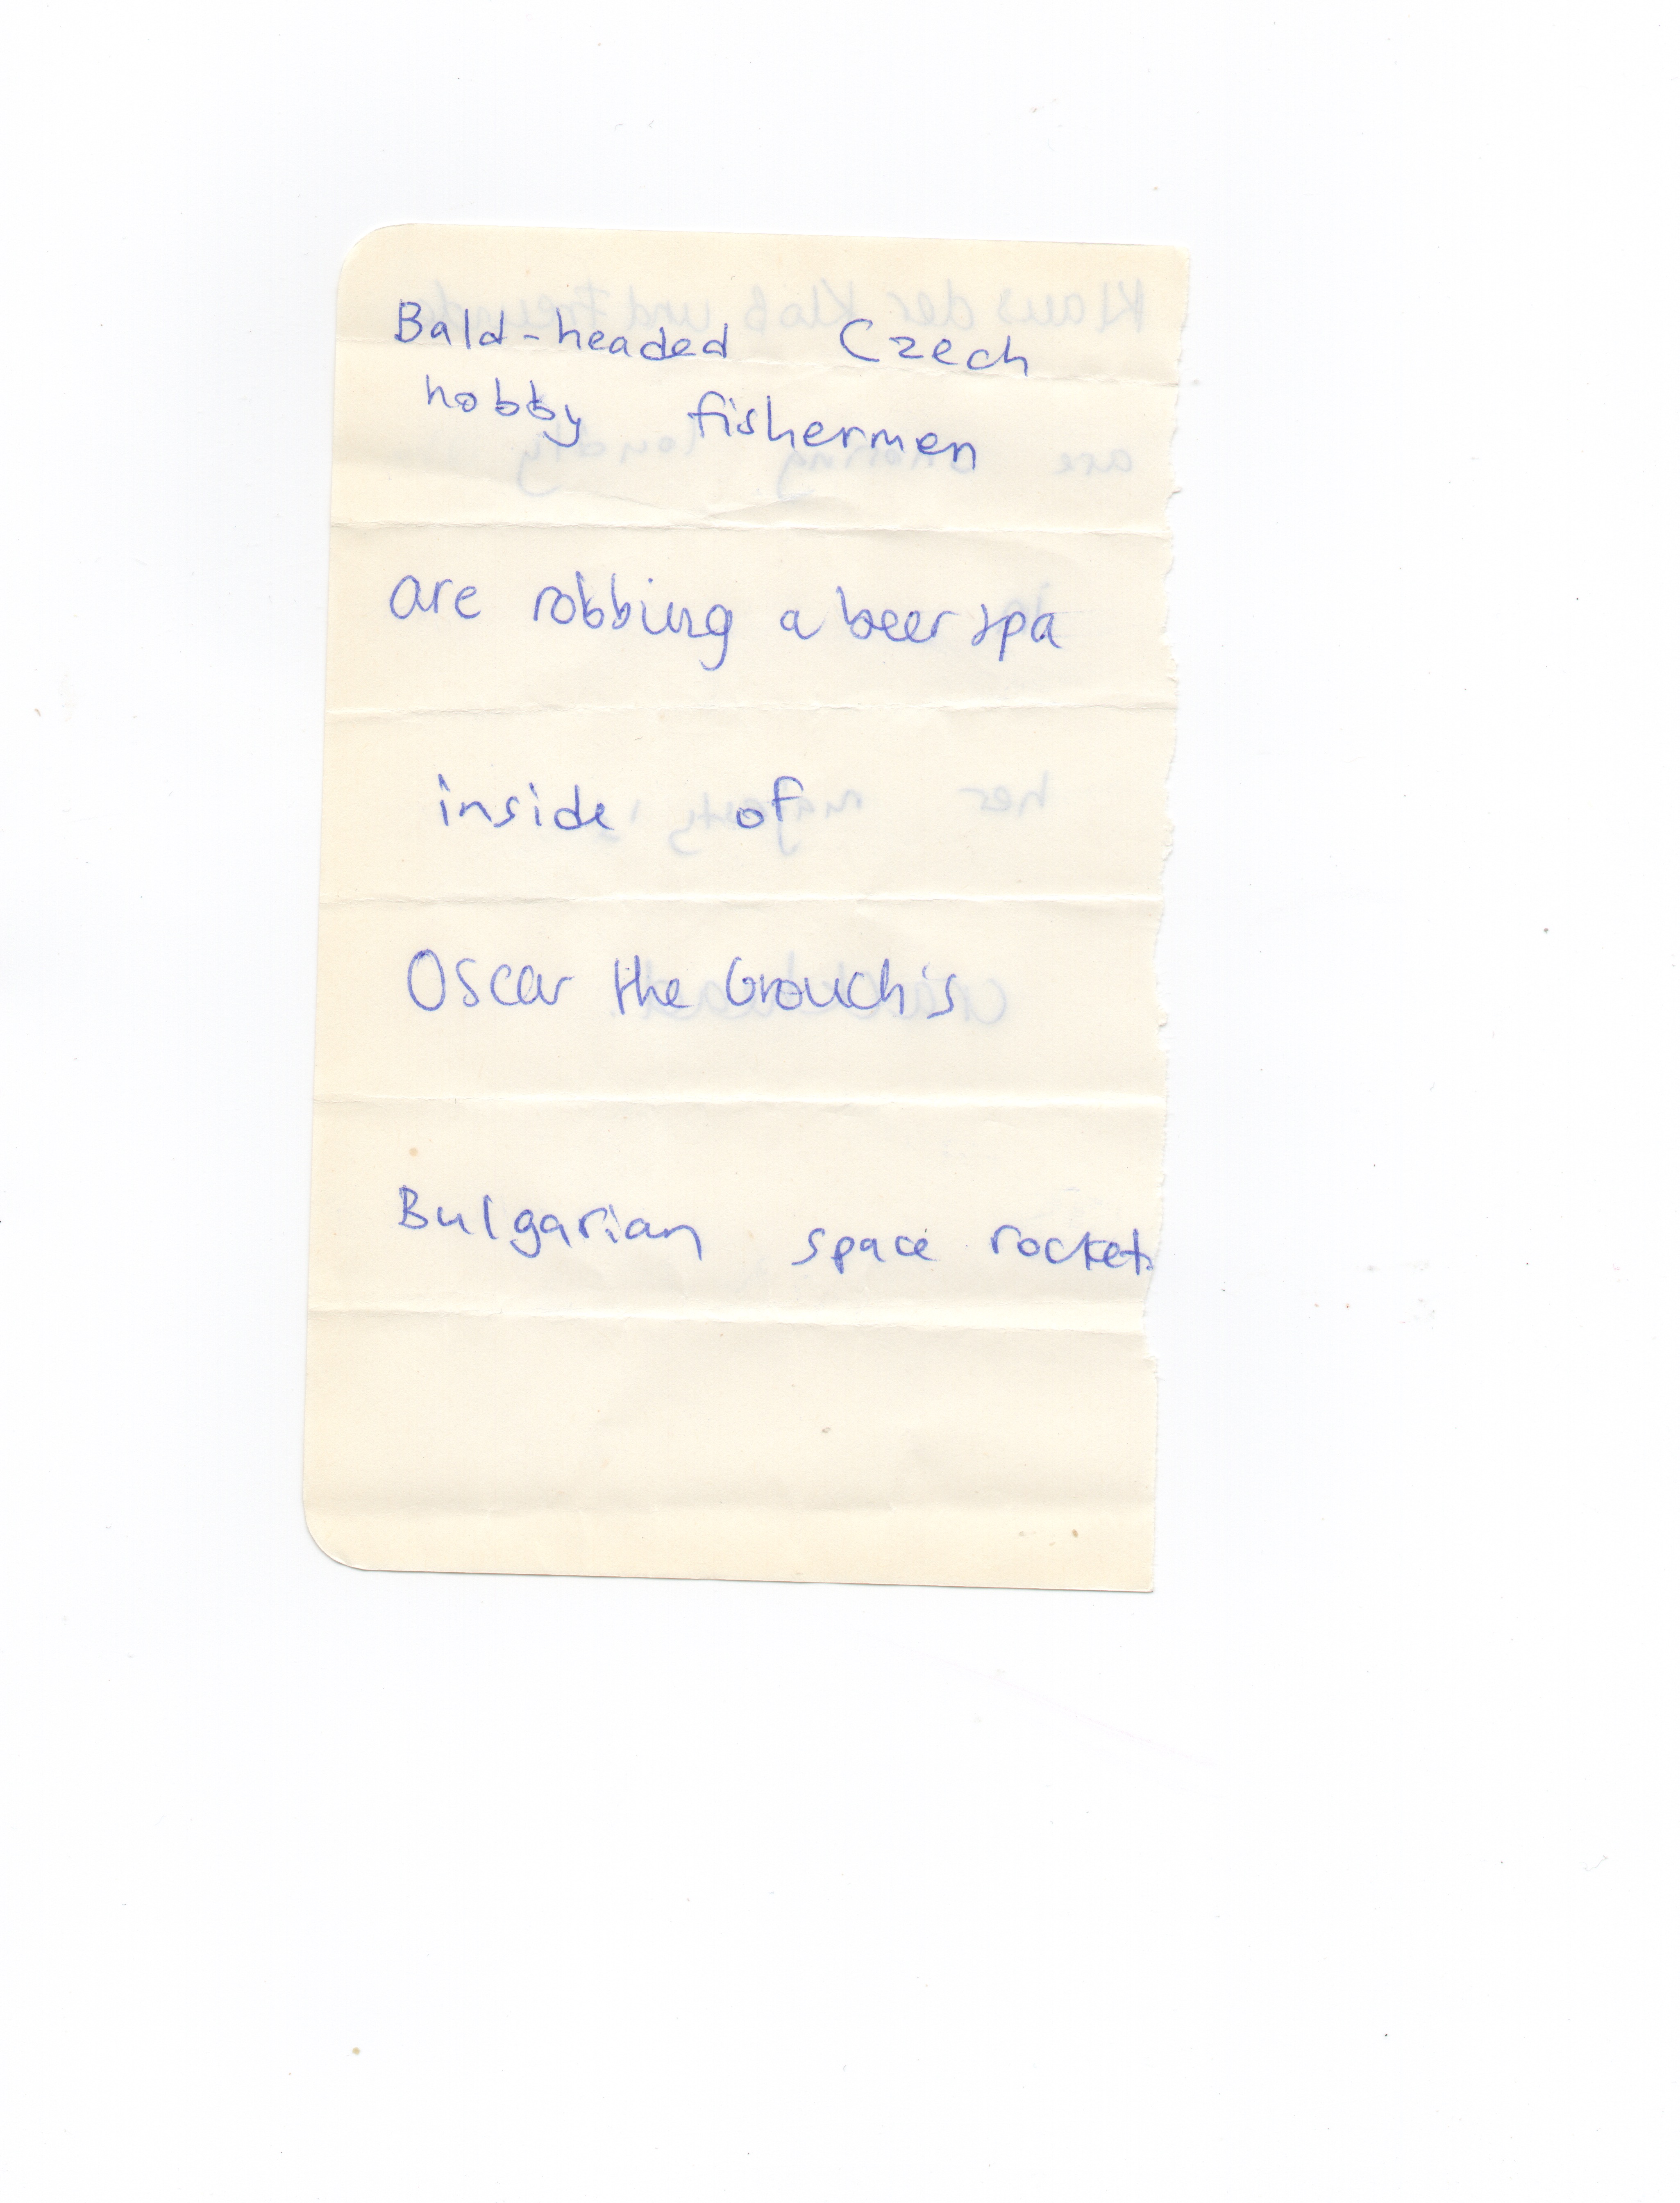 Bald-headed Czech
hobby fishermen
are robbing a beer spa
inside of
Oscar the Grouch's
Bulgarian space rocket.